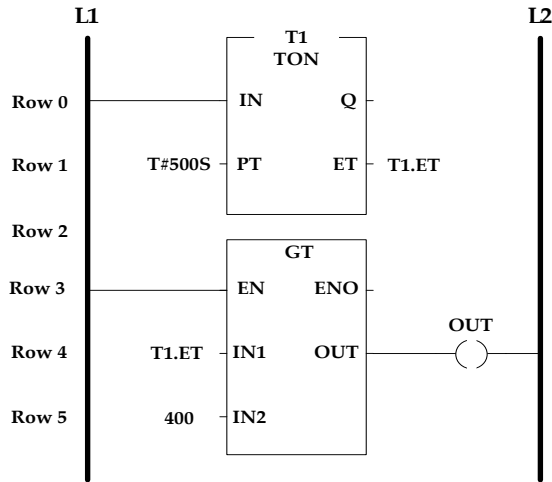 L1 L2
T1
TON
Row 0 IN Q
Row 1 T#500S PT ET T1.ET
Row 2
GT
Row 3 EN ENO
OUT
Row 4 T1.ET IN1 OUT
Row 5 400 IN2